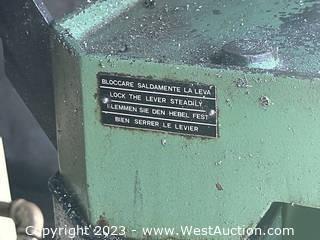 BLOCCARE SALDAMENTE LA LEVA
LOCK THE LEVER STEADILY
KLEMMEN SIE DEN HEBEL FEST
BIEN SERRER LE LEVIER
Copyright 2023 - www.WestAuction.com